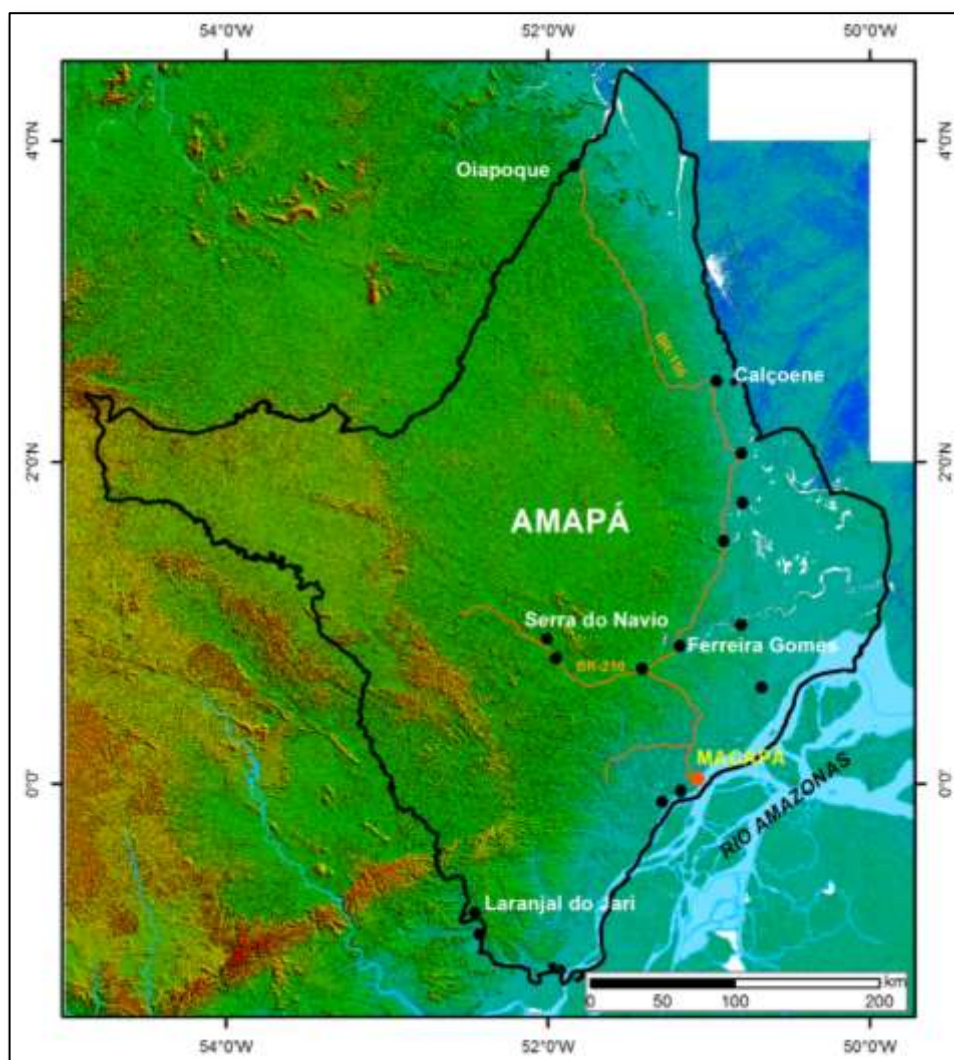 54°0'W
52°0'W
50°0'W
4°0'N
4°0'N
Oiapoque
BR-156
Calçoene
2°0'N
2°0'N
AMAPÁ
Serra do Navio
BR-210
Ferreira Gomes
MACAPÁ
0°0'
0°0'
RIO AMAZONAS
Laranjal do Jari
km
0
50
100
200
54°0'W
52°0'W
50°0'W